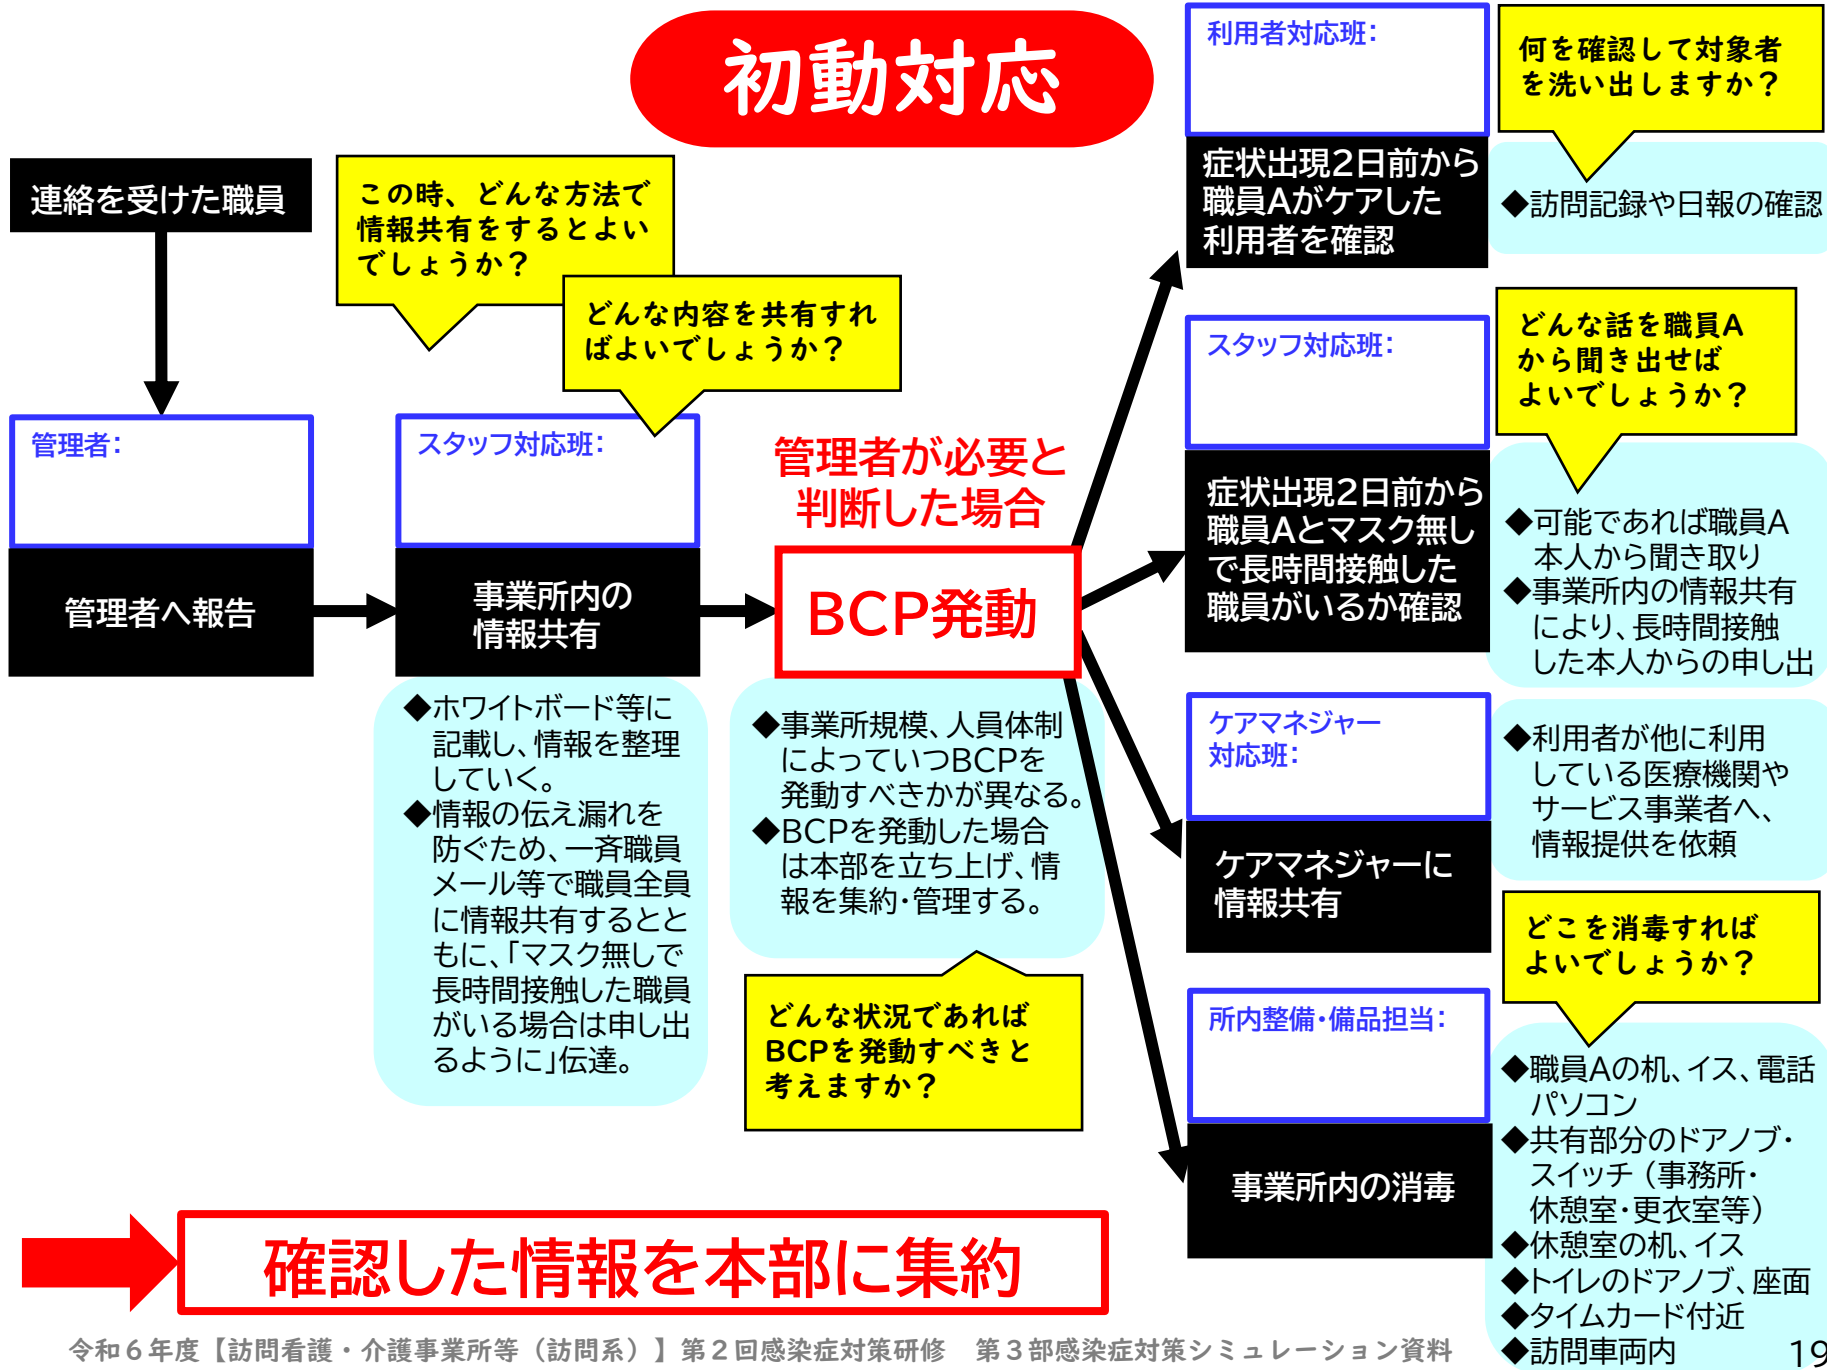 初動対応
連絡を受けた職員
この時、どんな方法で
情報共有をするとよい
でしょうか？
どんな内容を共有すれ
ばよいでしょうか？
管理者：
管理者へ報告
スタッフ対応班：
事業所内の
情報共有
◆ホワイトボード等に
記載し、情報を整理
していく。
◆情報の伝え漏れを
防ぐため、一斉職員
メール等で職員全員
に情報共有するとと
もに、「マスク無しで
長時間接触した職員
がいる場合は申し出
るように」伝達。
管理者が必要と
判断した場合
BCP発動
◆事業所規模、人員体制
によっていつBCPを
発動すべきかが異なる。
◆BCPを発動した場合
は本部を立ち上げ、情
報を集約・管理する。
どんな状況であれば
BCPを発動すべきと
考えますか？
利用者対応班：
症状出現2日前から
職員Aがケアした
利用者を確認
何を確認して対象者
を洗い出しますか？
◆訪問記録や日報の確認
スタッフ対応班：
症状出現2日前から
職員Aとマスク無し
で長時間接触した
職員がいるか確認
どんな話を職員A
から聞き出せば
よいでしょうか？
◆可能であれば職員A
本人から聞き取り
◆事業所内の情報共有
により、長時間接触
した本人からの申し出
ケアマネジャー
対応班：
ケアマネジャーに
情報共有
◆利用者が他に利用
している医療機関や
サービス事業者へ、
情報提供を依頼
所内整備・備品担当：
事業所内の消毒
どこを消毒すれば
よいでしょうか？
◆職員Aの机、イス、電話
パソコン
◆共有部分のドアノブ・
スイッチ（事務所・
休憩室・更衣室等）
◆休憩室の机、イス
◆トイレのドアノブ、座面
◆タイムカード付近
◆訪問車両内
確認した情報を本部に集約
令和６年度【訪問看護・介護事業所等（訪問系）】第２回感染症対策研修　第３部感染症対策シミュレーション資料
19